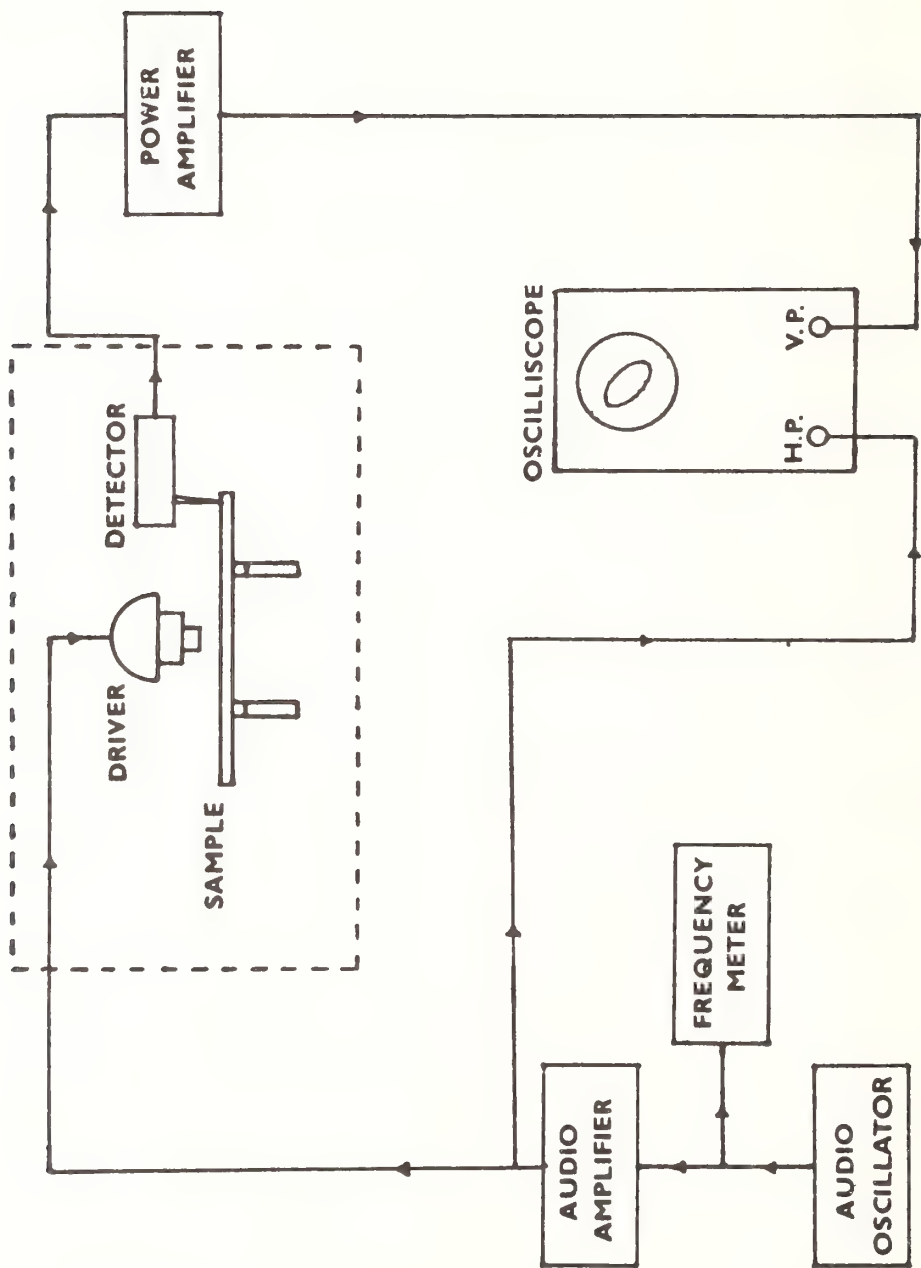 POWER
AMPLIFIER
DETECTOR
DRIVER
SAMPLE
OSCILLISCOPE
H.P.
V.P.
FREQUENCY
METER
AUDIO
AMPLIFIER
AUDIO
OSCILLATOR